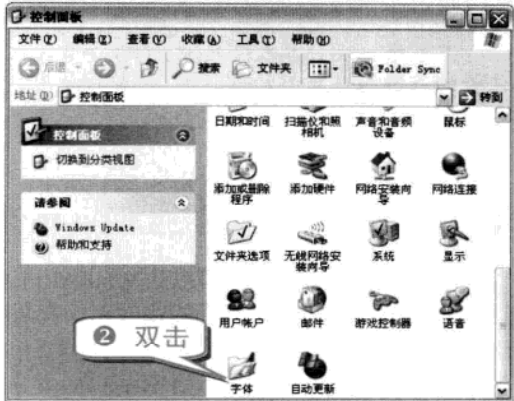 控制面板
文件(F) 编辑(E) 查看(V) 收藏(A) 工具(T) 帮助(H)
后退 搜索 文件夹 Folder Sync
地址(D) 控制面板 转到
日期和时间 扫描仪和照相机 声音和音频设备 鼠标
控制面板
切换到分类视图
添加或删除程序 添加硬件 网络安装向导 网络连接
请参阅
Windows Update
帮助和支持
文件夹选项 无线网络安装向导 系统 显示
用户帐户 邮件 游戏控制器 语音
❷ 双击
字体 自动更新